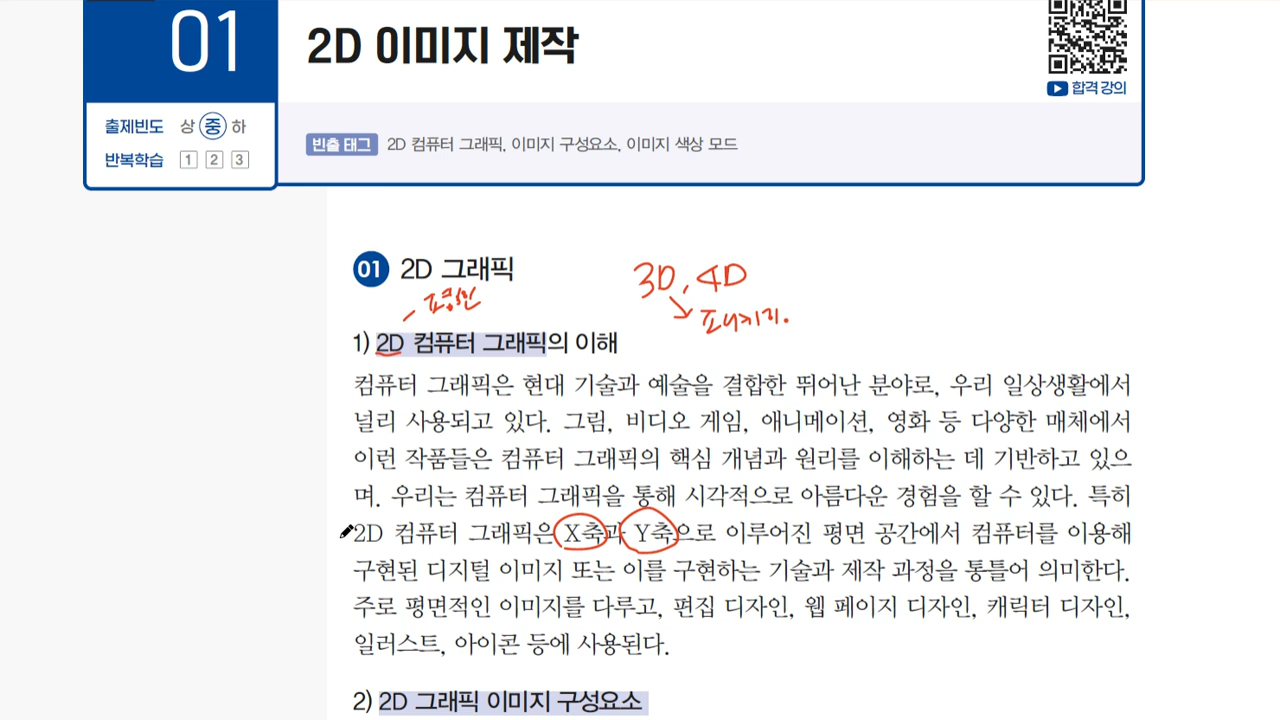 01
2D 이미지 제작
합격 강의
출제빈도 상 중 하
반복학습 1 2 3
빈출 태그 2D 컴퓨터 그래픽, 이미지 구성요소, 이미지 색상 모드
01 2D 그래픽
3D, 4D
1) 2D 컴퓨터 그래픽의 이해
컴퓨터 그래픽은 현대 기술과 예술을 결합한 뛰어난 분야로, 우리 일상생활에서
널리 사용되고 있다. 그림, 비디오 게임, 애니메이션, 영화 등 다양한 매체에서
이런 작품들은 컴퓨터 그래픽의 핵심 개념과 원리를 이해하는 데 기반하고 있으
며. 우리는 컴퓨터 그래픽을 통해 시각적으로 아름다운 경험을 할 수 있다. 특히
2D 컴퓨터 그래픽은 X축과 Y축으로 이루어진 평면 공간에서 컴퓨터를 이용해
구현된 디지털 이미지 또는 이를 구현하는 기술과 제작 과정을 통틀어 의미한다.
주로 평면적인 이미지를 다루고, 편집 디자인, 웹 페이지 디자인, 캐릭터 디자인,
일러스트, 아이콘 등에 사용된다.
2) 2D 그래픽 이미지 구성요소